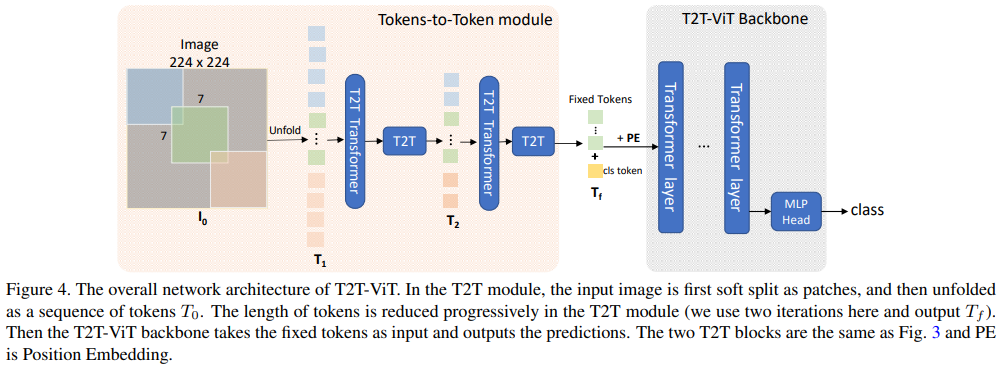 Tokens-to-Token module
T2T-ViT Backbone
Image
224 x 224
7
7
I0
Unfold
T1
T2T Transformer
T2T
T2
T2T Transformer
T2T
Fixed Tokens
+
cls token
Tf
+ PE
Transformer layer
...
Transformer layer
MLP
Head
class
Figure 4. The overall network architecture of T2T-ViT. In the T2T module, the input image is first soft split as patches, and then unfolded
as a sequence of tokens T0. The length of tokens is reduced progressively in the T2T module (we use two iterations here and output Tf).
Then the T2T-ViT backbone takes the fixed tokens as input and outputs the predictions. The two T2T blocks are the same as Fig. 3 and PE
is Position Embedding.